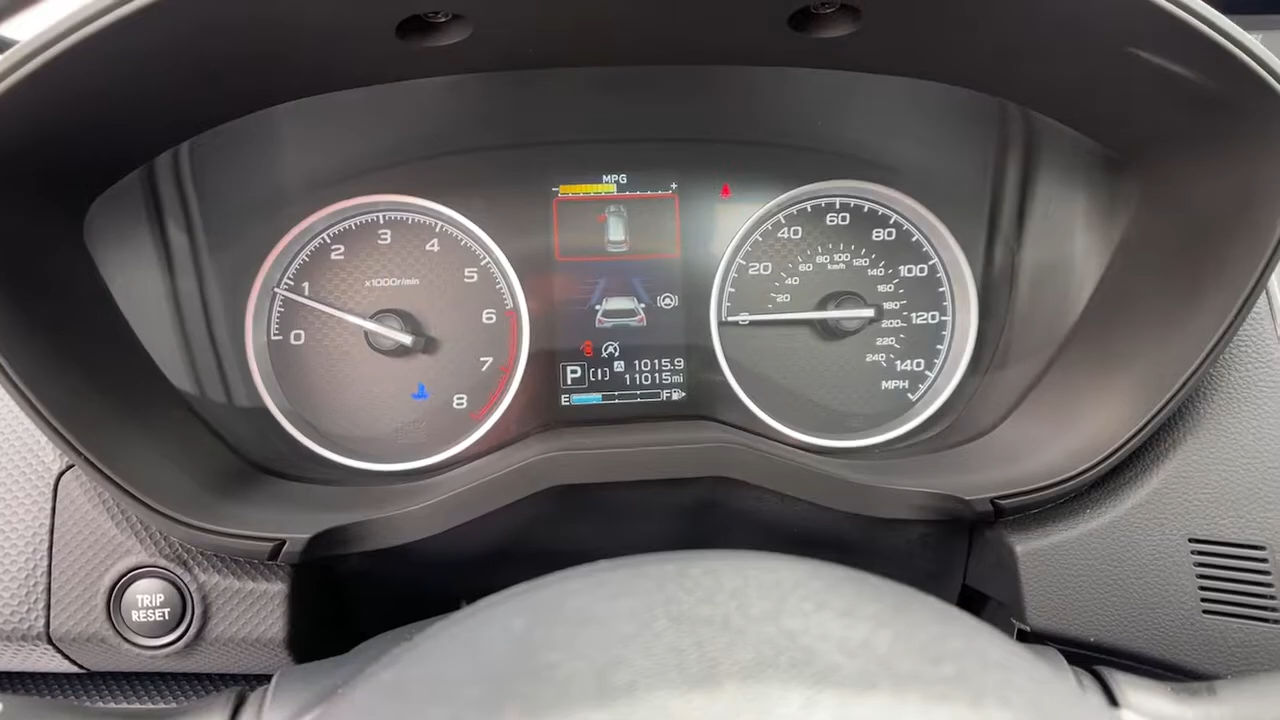 MPG
- +
0 1 2 3 4 5 6 7 8
x1000r/min
20 40 60 80 100 120 140
MPH
20 40 60 80 100 120 140 160 180 200 220 240
km/h
P A 1015.9
11015mi
E F
TRIP
RESET